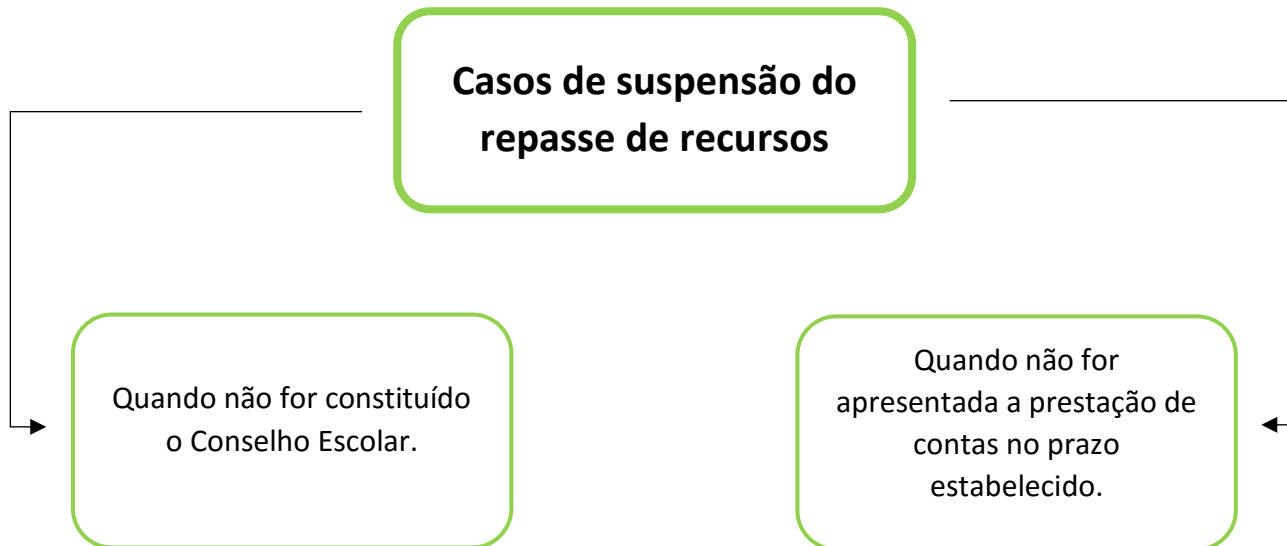 Casos de suspensão do
repasse de recursos
Quando não for constituído
o Conselho Escolar.
Quando não for
apresentada a prestação de
contas no prazo
estabelecido.